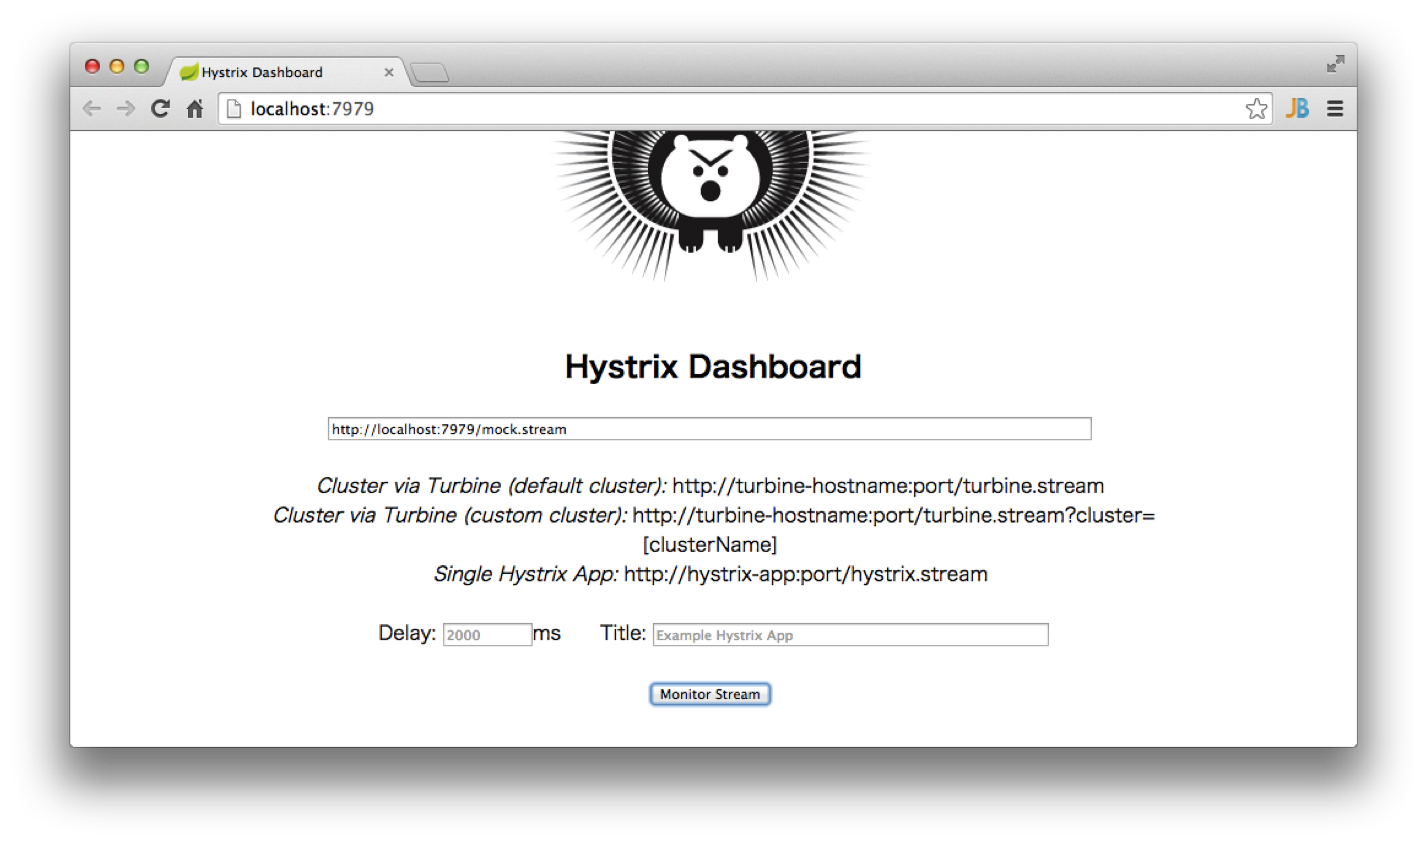 Hystrix Dashboard
localhost:7979
JB
Hystrix Dashboard
http://localhost:7979/mock.stream
Cluster via Turbine (default cluster): http://turbine-hostname:port/turbine.stream
Cluster via Turbine (custom cluster): http://turbine-hostname:port/turbine.stream?cluster=
[clusterName]
Single Hystrix App: http://hystrix-app:port/hystrix.stream
Delay: 2000 ms Title: Example Hystrix App
Monitor Stream